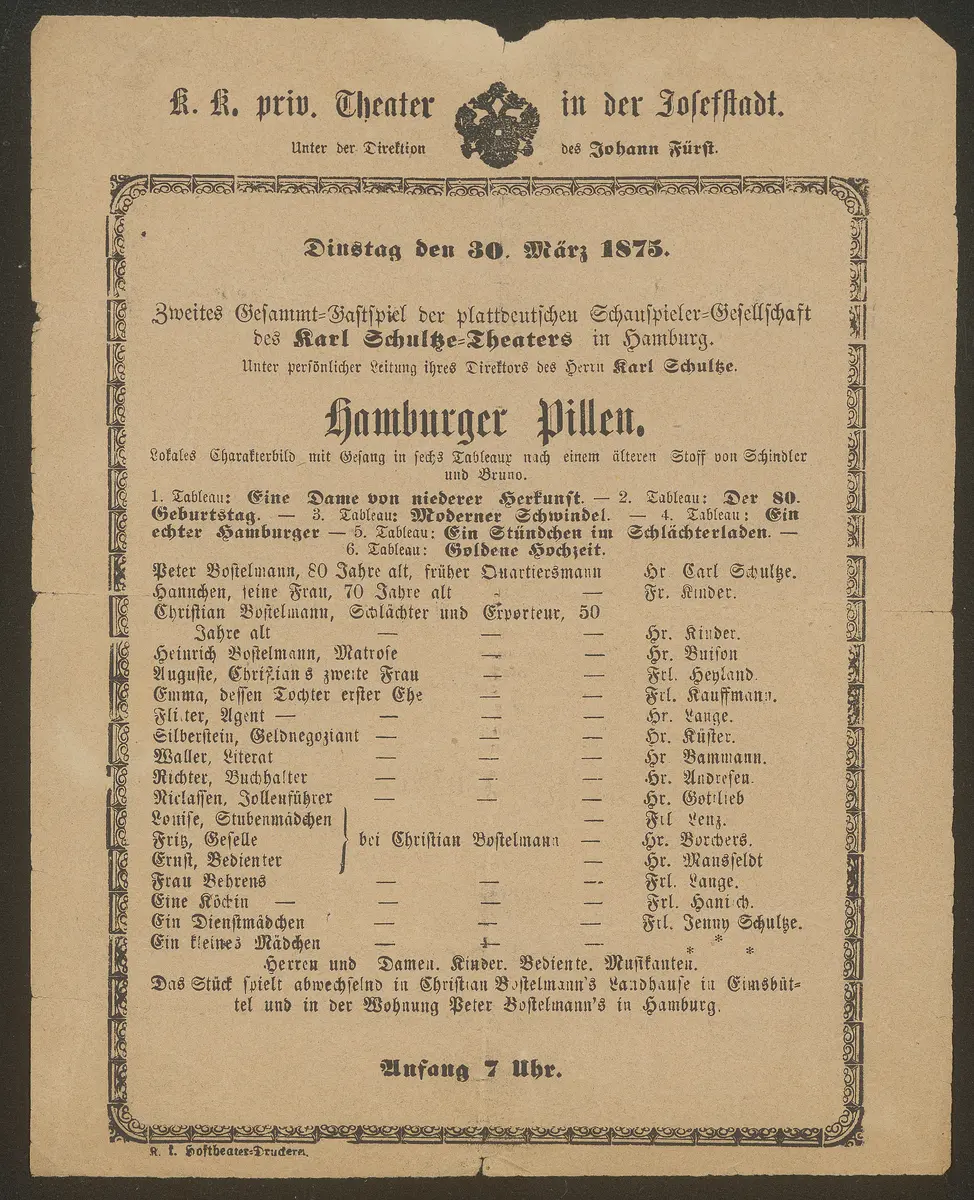 K. K. priv. Theater in der Josefstadt.
Unter der Direktion des Johann Fürst.
Dinstag den 30. März 1875.
Zweites Gesammt=Gastspiel der plattdeutschen Schauspieler=Gesellschaft
des Karl Schultze=Theaters in Hamburg.
Unter persönlicher Leitung ihres Direktors des Herrn Karl Schultze.
Hamburger Pillen.
Lokales Charakterbild mit Gesang in sechs Tableaux nach einem älteren Stoff von Schindler
und Bruno.
1. Tableau: Eine Dame von niederer Herkunft. — 2. Tableau: Der 80.
Geburtstag. — 3. Tableau: Moderner Schwindel. — 4. Tableau: Ein
echter Hamburger — 5. Tableau: Ein Stündchen im Schlächterladen. —
6. Tableau: Goldene Hochzeit.
Peter Bostelmann, 80 Jahre alt, früher Quartiersmann Hr. Carl Schultze.
Hannchen, seine Frau, 70 Jahre alt - — Fr. Kinder.
Christian Bostelmann, Schlächter und Exporteur, 50
Jahre alt — — — Hr. Kinder.
Heinrich Bostelmann, Matrose — — Hr. Buison
Auguste, Christian's zweite Frau — — Frl. Heyland.
Emma, dessen Tochter erster Ehe — — Frl. Kauffmann.
Agent — — — — Hr. Lange.
Silberstein, Geldnegoziant — — — Hr. Küster.
Waller, Literat — — — Hr Bammann.
Richter, Buchhalter — — — Hr. Andresen.
Niclassen, Jollenführer — — — Hr. Gottlieb
Louise, Stubenmädchen — Frl Lenz.
Fritz, Geselle } bei Christian Bostelmann — Hr. Borchers.
Ernst, Bedienter — Hr. Mansfeldt
Frau Behrens — — — Frl. Lange.
Eine Köchin — — — — Frl.
Ein Dienstmädchen — — — Frl. Jenny Schultze.
Ein kleines Mädchen — — — * * *
Herren und Damen. Kinder. Bediente. Musikanten.
Das Stück spielt abwechselnd in Christian Bostelmann's Landhause in Eimsbüt=
tel und in der Wohnung Peter Bostelmann's in Hamburg.
Anfang 7 Uhr.
K. k. Hoftheater=Druckerei.